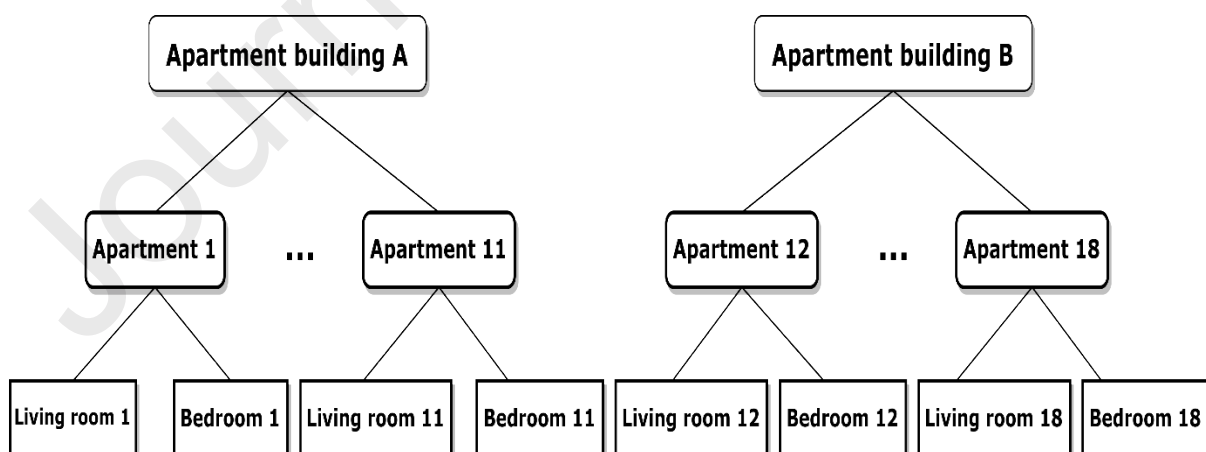 Apartment building A
Apartment building B
Apartment 1
...
Apartment 11
Apartment 12
...
Apartment 18
Living room 1
Bedroom 1
Living room 11
Bedroom 11
Living room 12
Bedroom 12
Living room 18
Bedroom 18
Journ